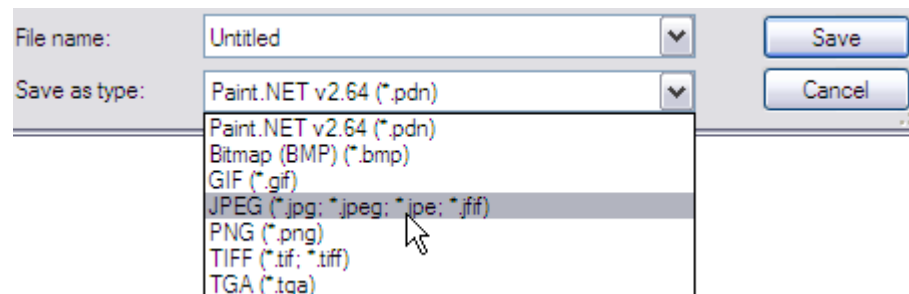 File name: Untitled Save
Save as type: Paint.NET v2.64 (*.pdn) Cancel
Paint.NET v2.64 (*.pdn)
Bitmap (BMP) (*.bmp)
GIF (*.gif)
JPEG (*.jpg; *.jpeg; *.jpe; *.jfif)
PNG (*.png)
TIFF (*.tif; *.tiff)
TGA (*.tga)